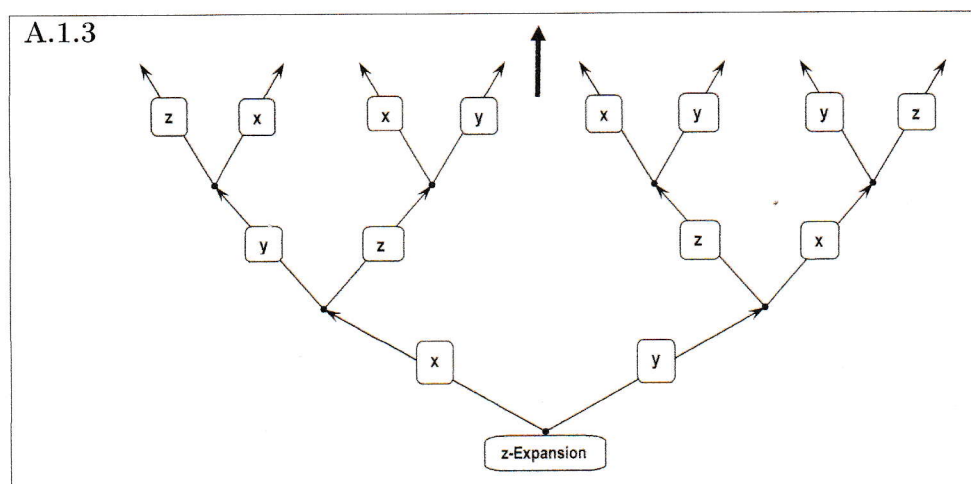 A.1.3
z x x y x y y z
y z z x
x y
z-Expansion